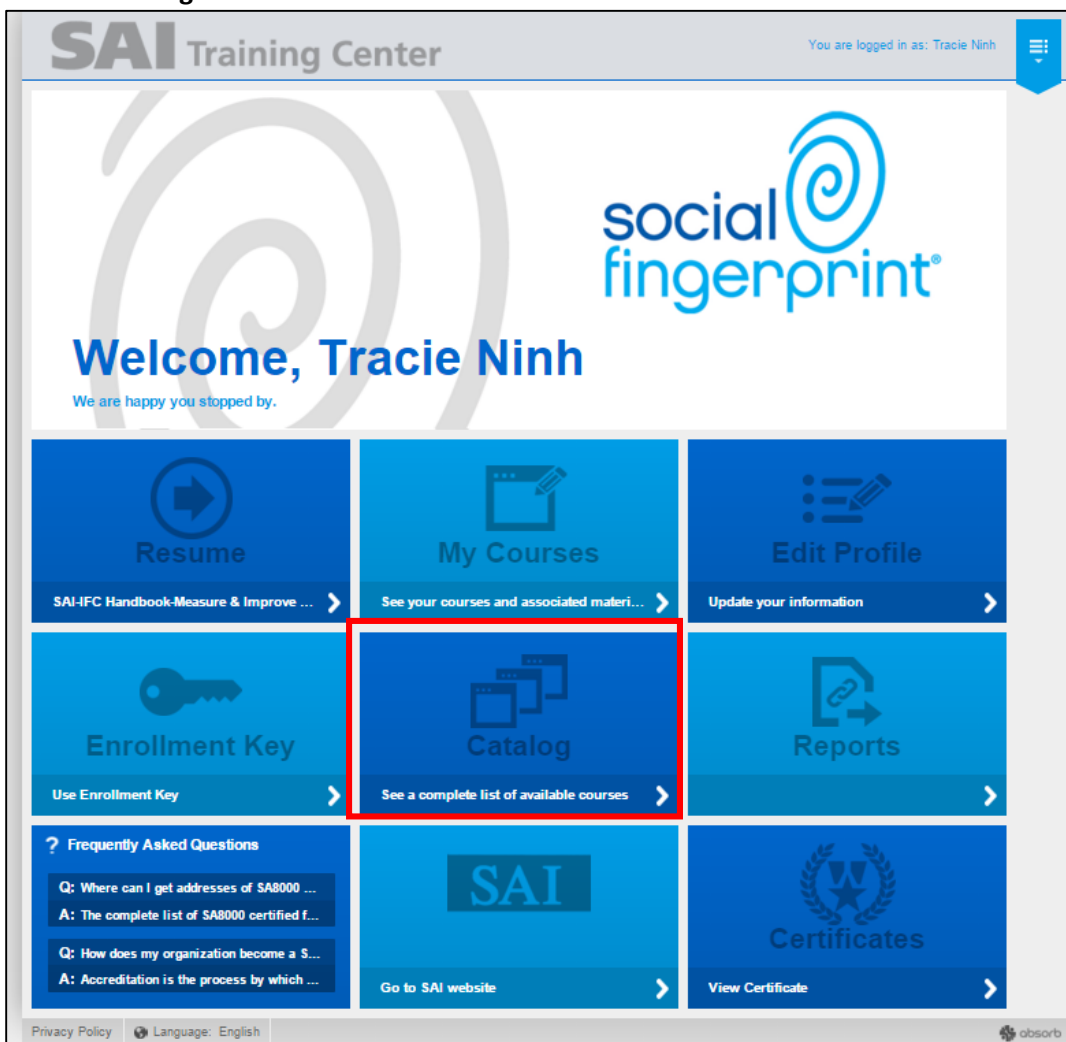 SAI Training Center
You are logged in as: Tracie Ninh
social
fingerprint®
Welcome, Tracie Ninh
We are happy you stopped by.
Resume
SAI-IFC Handbook-Measure & Improve ...
My Courses
See your courses and associated materi...
Edit Profile
Update your information
Enrollment Key
Use Enrollment Key
Catalog
See a complete list of available courses
Reports
? Frequently Asked Questions
Q: Where can I get addresses of SA8000 ...
A: The complete list of SA8000 certified f...
Q: How does my organization become a S...
A: Accreditation is the process by which ...
SAI
Go to SAI website
W
Certificates
View Certificate
Privacy Policy
Language: English
absorb